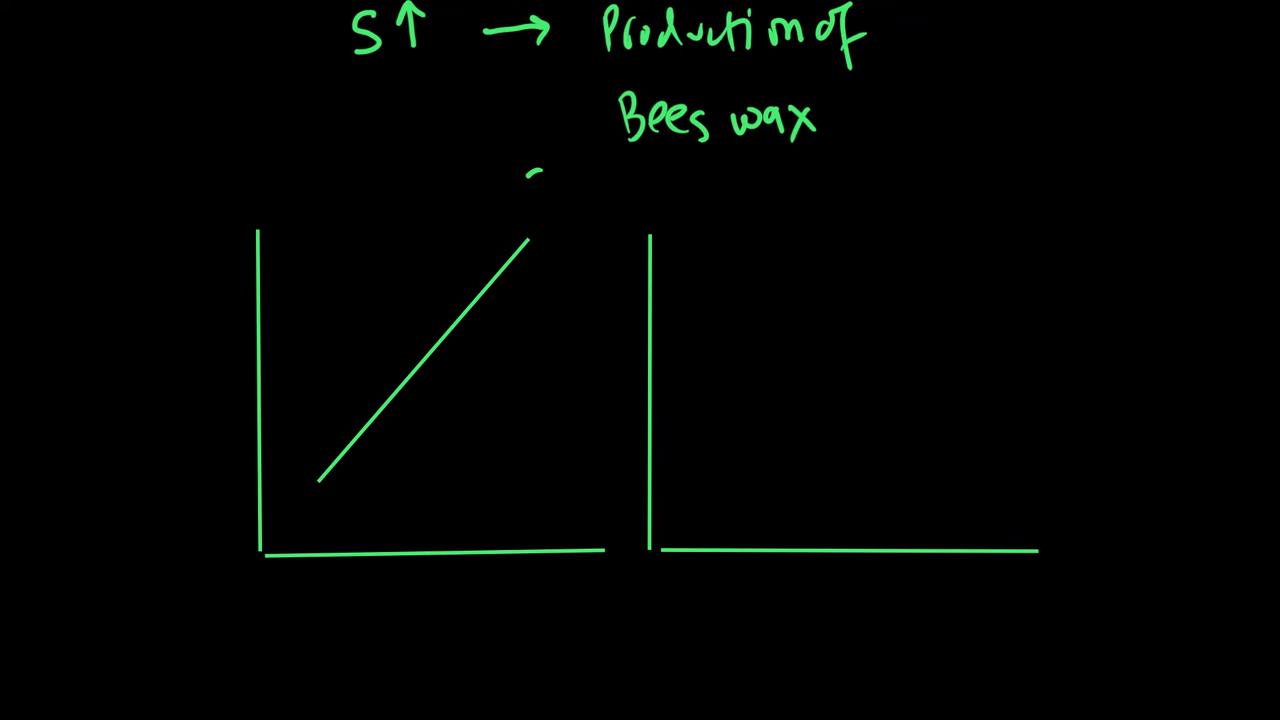 S↑ → Production of
Bees wax